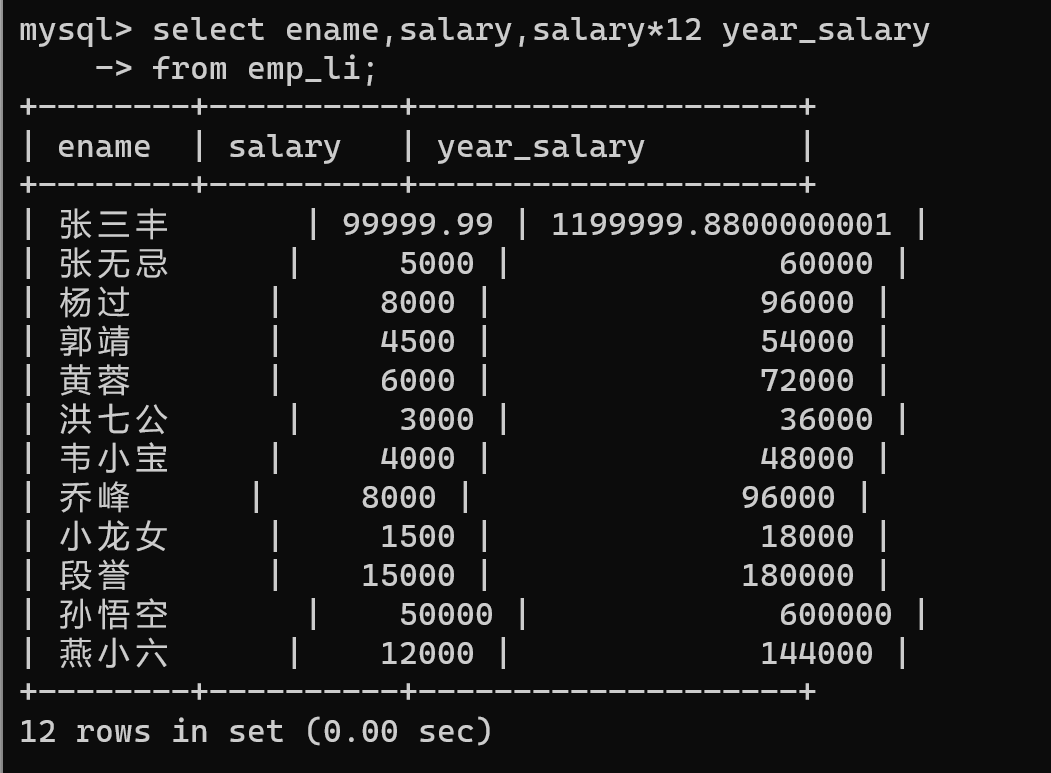 mysql> select ename,salary,salary*12 year_salary
    -> from emp_li;
+--------+----------+--------------------+
| ename  | salary   | year_salary        |
+--------+----------+--------------------+
| 张三丰       | 99999.99 | 1199999.8800000001 |
| 张无忌      |     5000 |              60000 |
| 杨过       |     8000 |              96000 |
| 郭靖       |     4500 |              54000 |
| 黄蓉       |     6000 |              72000 |
| 洪七公      |     3000 |              36000 |
| 韦小宝     |     4000 |              48000 |
| 乔峰      |     8000 |              96000 |
| 小龙女     |     1500 |              18000 |
| 段誉       |    15000 |             180000 |
| 孙悟空       |    50000 |             600000 |
| 燕小六      |    12000 |             144000 |
+--------+----------+--------------------+
12 rows in set (0.00 sec)